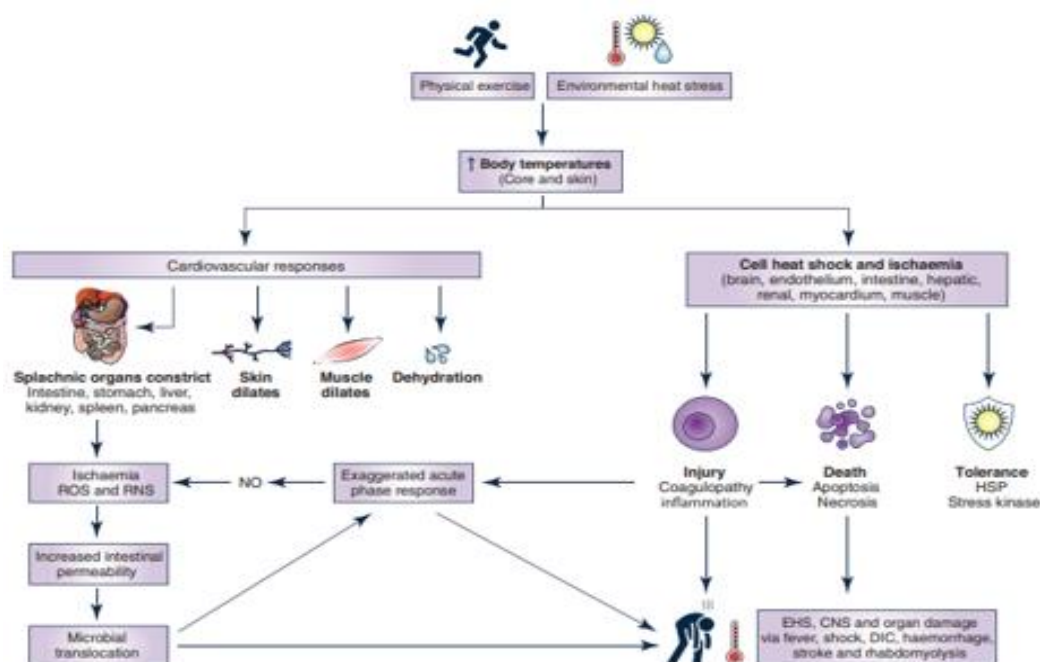 Physical exercise
Environmental heat stress
↑ Body temperatures
(Core and skin)
Cardiovascular responses
Cell heat shock and ischaemia
(brain, endothelium, intestine, hepatic,
renal, myocardium, muscle)
Splachnic organs constrict
Intestine, stomach, liver,
kidney, spleen, pancreas
Skin
dilates
Muscle
dilates
Dehydration
Injury
Coagulopathy
inflammation
Death
Apoptosis
Necrosis
Tolerance
HSP
Stress kinase
Ischaemia
ROS and RNS
NO
Exaggerated acute
phase response
Increased intestinal
permeability
Microbial
translocation
EHS, CNS and organ damage
via fever, shock, DIC, haemorrhage,
stroke and rhabdomyolysis